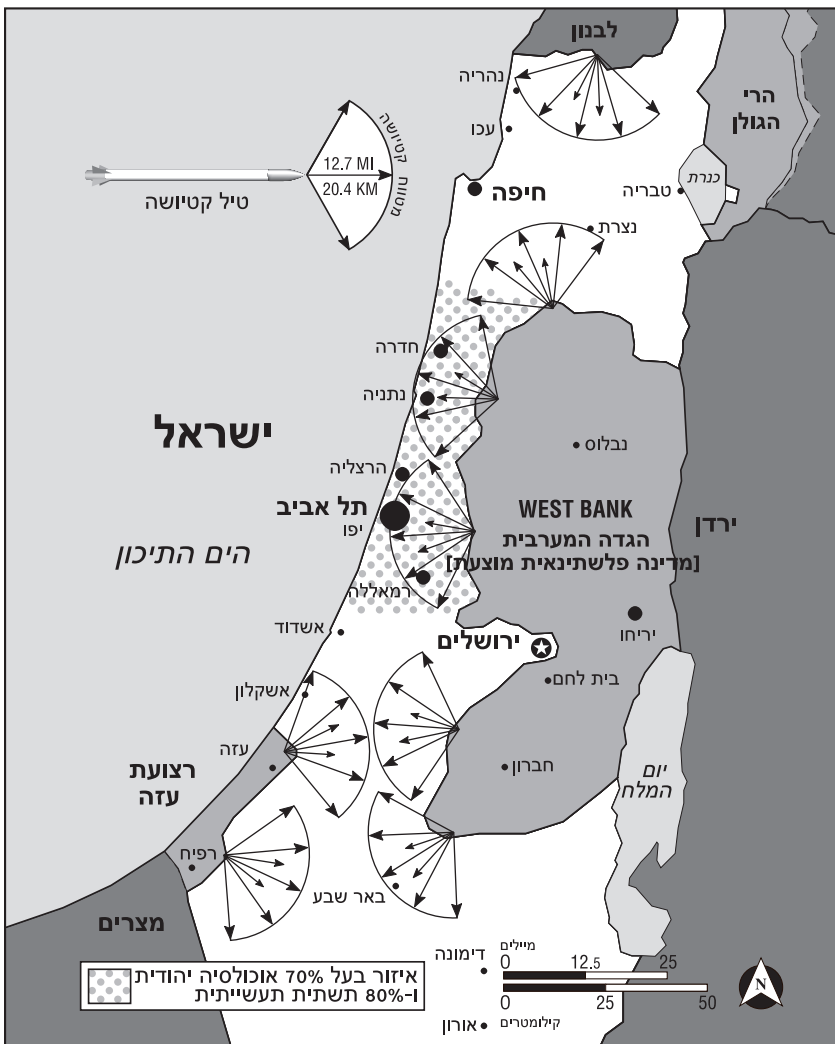 לבנון
נהריה
הרי
הגולן
עכו
קטיושה
מטווח
12.7 MI
20.4 KM
טיל קטיושה
חיפה
טבריה
כנרת
נצרת
חדרה
נתניה
ישראל
נבלוס
הרצליה
תל אביב
יפו
WEST BANK
הגדה המערבית
[מדינה פלשתינאית מוצעת]
ירדן
הים התיכון
רמאללה
אשדוד
ירושלים
יריחו
בית לחם
אשקלון
עזה
חברון
רצועת
עזה
יום
המלח
רפיח
באר שבע
מצרים
איזור בעל 70% אוכולסיה יהודית
ו-80% תשתית תעשייתית
דימונה
מיילים
0 12.5 25
0 25 50
קילומטרים
אורון
N